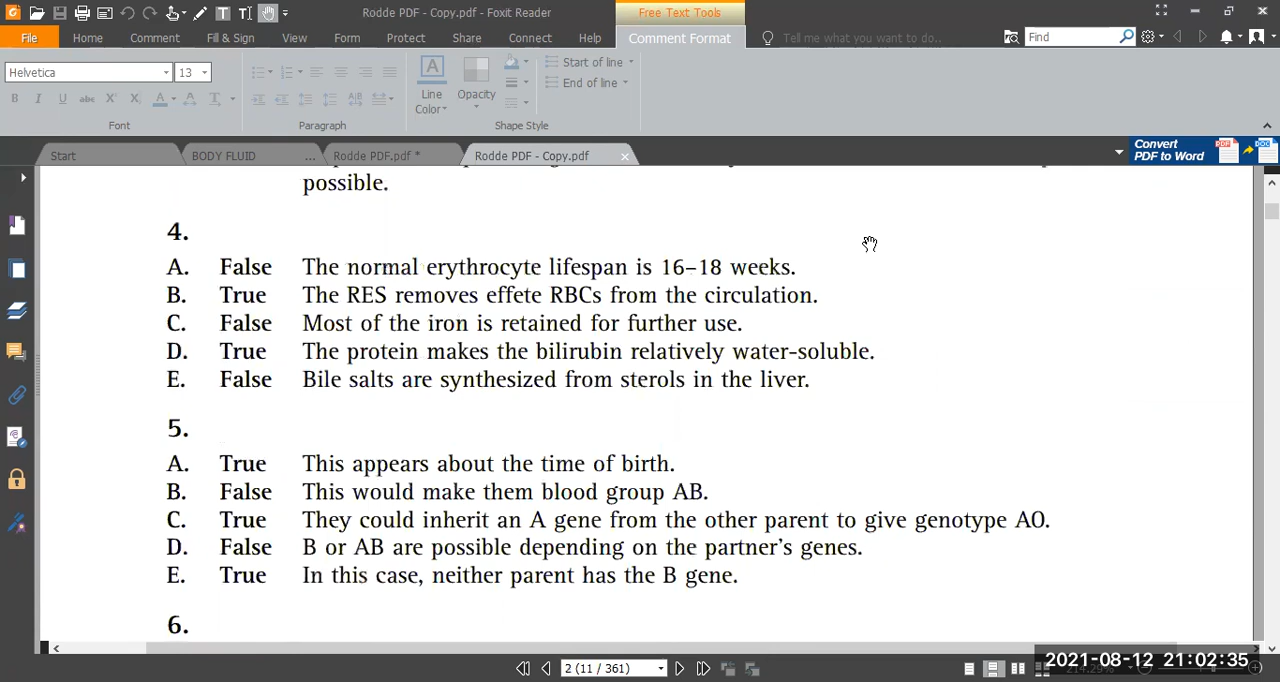 Rodde PDF - Copy.pdf - Foxit Reader
Free Text Tools
File Home Comment Fill & Sign View Form Protect Share Connect Help Comment Format Tell me what you want to do.. Find
Helvetica 13 Line Color Opacity Start of line
End of line
B I U abc X X A A T
Font Paragraph Shape Style
Start BODY FLUID ... Rodde PDF.pdf * Rodde PDF - Copy.pdf Convert PDF to Word
possible.
4.
A. False The normal erythrocyte lifespan is 16–18 weeks.
B. True The RES removes effete RBCs from the circulation.
C. False Most of the iron is retained for further use.
D. True The protein makes the bilirubin relatively water-soluble.
E. False Bile salts are synthesized from sterols in the liver.
5.
A. True This appears about the time of birth.
B. False This would make them blood group AB.
C. True They could inherit an A gene from the other parent to give genotype AO.
D. False B or AB are possible depending on the partner's genes.
E. True In this case, neither parent has the B gene.
6.
2 (11 / 361)
2021-08-12 21:02:35